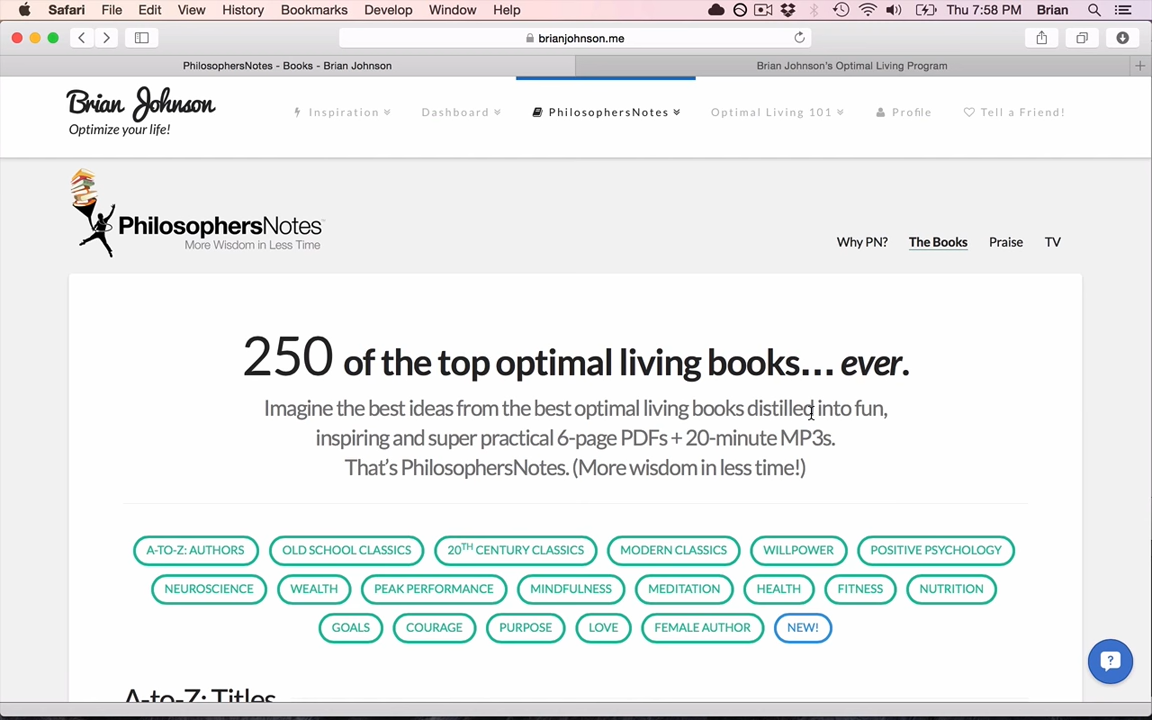 Safari File Edit View History Bookmarks Develop Window Help Thu 7:58 PM Brian
brianjohnson.me
PhilosophersNotes - Books - Brian Johnson Brian Johnson's Optimal Living Program
Brian Johnson
Optimize your life!
Inspiration Dashboard PhilosophersNotes Optimal Living 101 Profile Tell a Friend!
PhilosophersNotes
More Wisdom in Less Time
Why PN? The Books Praise TV
250 of the top optimal living books... ever.
Imagine the best ideas from the best optimal living books distilled into fun,
inspiring and super practical 6-page PDFs + 20-minute MP3s.
That's PhilosophersNotes. (More wisdom in less time!)
A-TO-Z: AUTHORS OLD SCHOOL CLASSICS 20TH CENTURY CLASSICS MODERN CLASSICS WILLPOWER POSITIVE PSYCHOLOGY
NEUROSCIENCE WEALTH PEAK PERFORMANCE MINDFULNESS MEDITATION HEALTH FITNESS NUTRITION
GOALS COURAGE PURPOSE LOVE FEMALE AUTHOR NEW!
A-to-Z: Titles